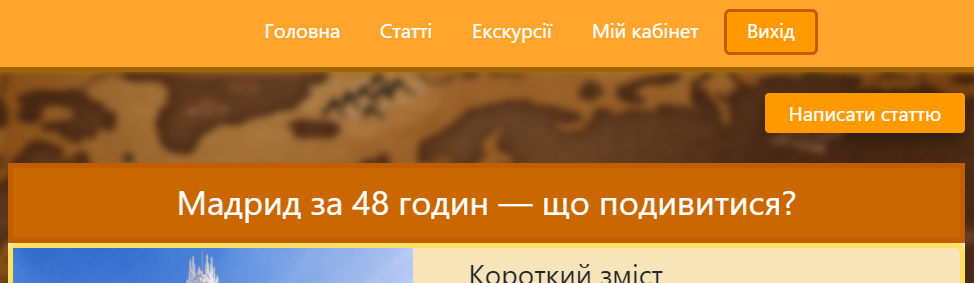 Головна Статті Екскурсії Мій кабінет Вихід
Написати статтю
Мадрид за 48 годин — що подивитися?
Короткий зміст